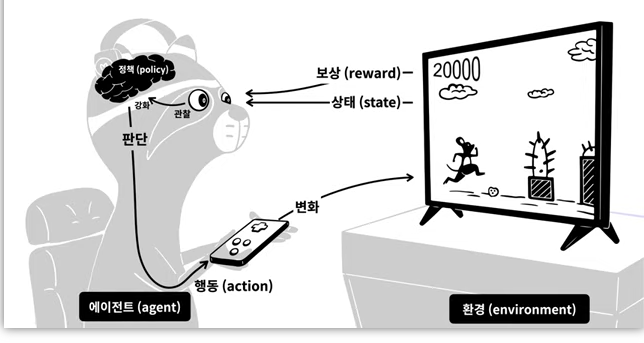 정책 (policy)
강화
관찰
판단
보상 (reward)
상태 (state)
20000
변화
행동 (action)
에이전트 (agent)
환경 (environment)